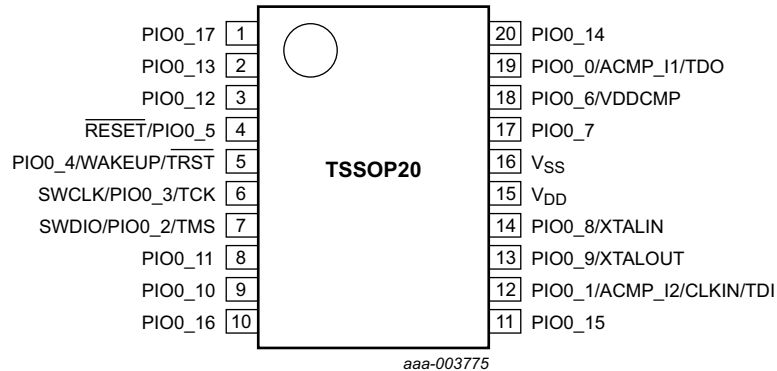 PIO0_17 1
PIO0_13 2
PIO0_12 3
RESET/PIO0_5 4
PIO0_4/WAKEUP/TRST 5
SWCLK/PIO0_3/TCK 6
SWDIO/PIO0_2/TMS 7
PIO0_11 8
PIO0_10 9
PIO0_16 10
TSSOP20
20 PIO0_14
19 PIO0_0/ACMP_I1/TDO
18 PIO0_6/VDDCMP
17 PIO0_7
16 VSS
15 VDD
14 PIO0_8/XTALIN
13 PIO0_9/XTALOUT
12 PIO0_1/ACMP_I2/CLKIN/TDI
11 PIO0_15
aaa-003775